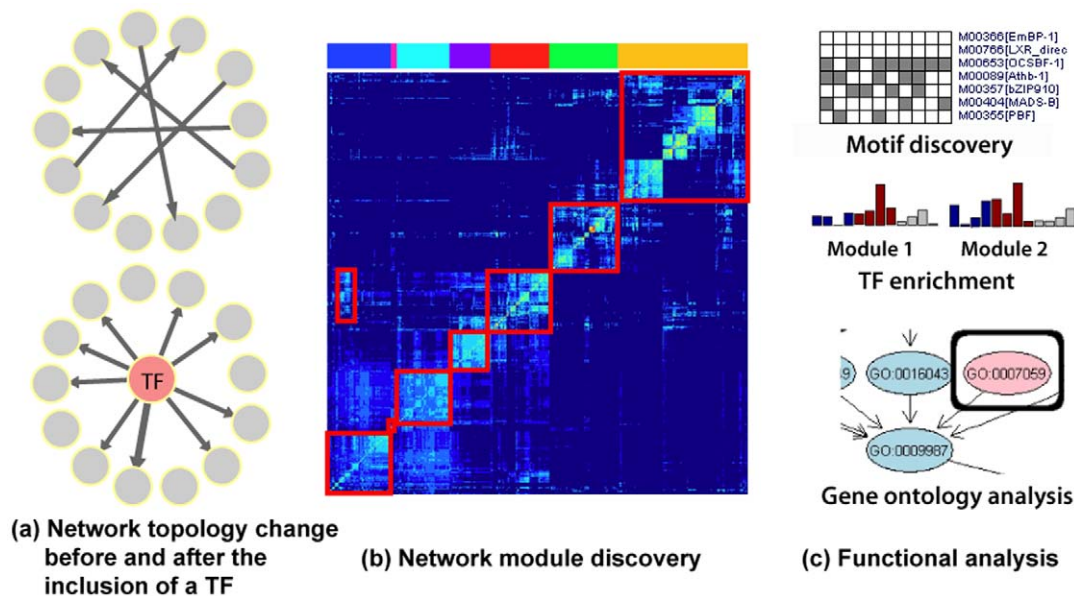 TF
(a) Network topology change
before and after the
inclusion of a TF
(b) Network module discovery
M00366[EmBP-1]
M00766[LXR_direc
M00653[OCSBF-1]
M00089[Athb-1]
M00357[bZIP910]
M00404[MADS-B]
M00355[PBF]
Motif discovery
Module 1 Module 2
TF enrichment
9 GO:0016043 GO:0007059
GO:0009987
Gene ontology analysis
(c) Functional analysis